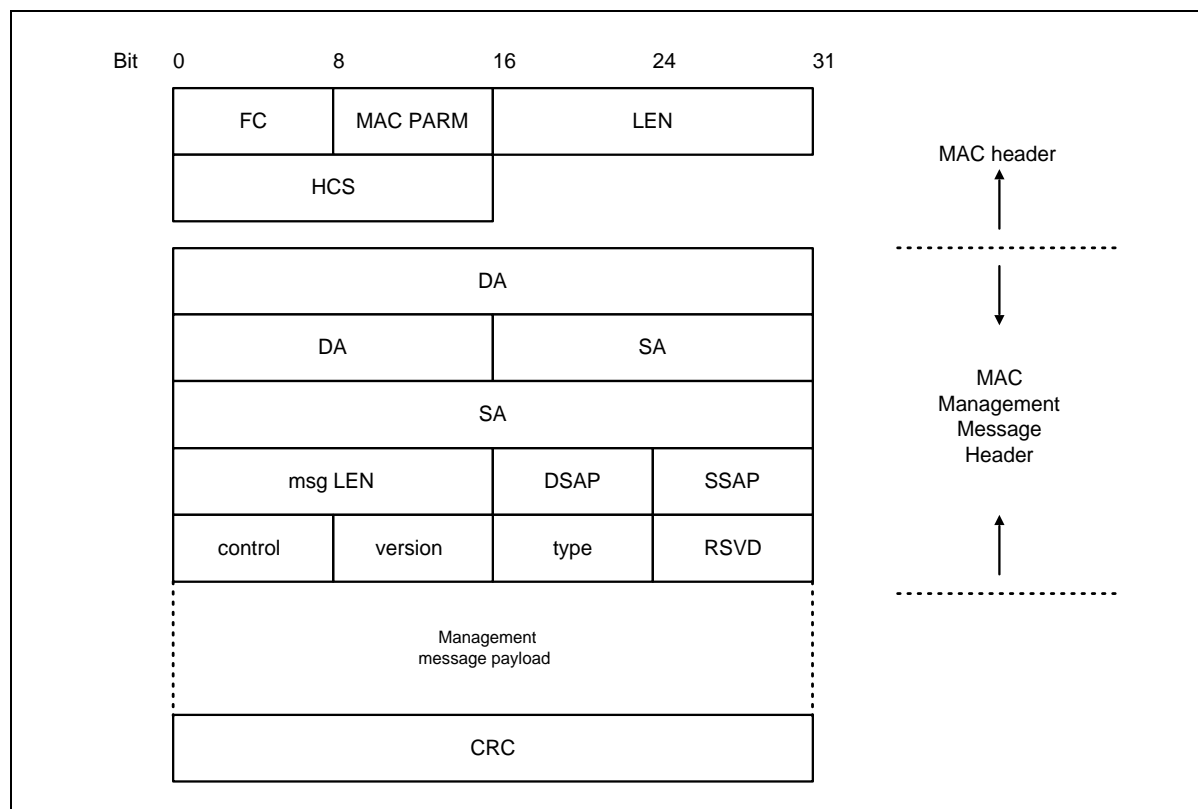 Bit 0 8 16 24 31
FC MAC PARM LEN
HCS
MAC header
DA
DA SA
SA
msg LEN DSAP SSAP
control version type RSVD
MAC
Management
Message
Header
Management
message payload
CRC